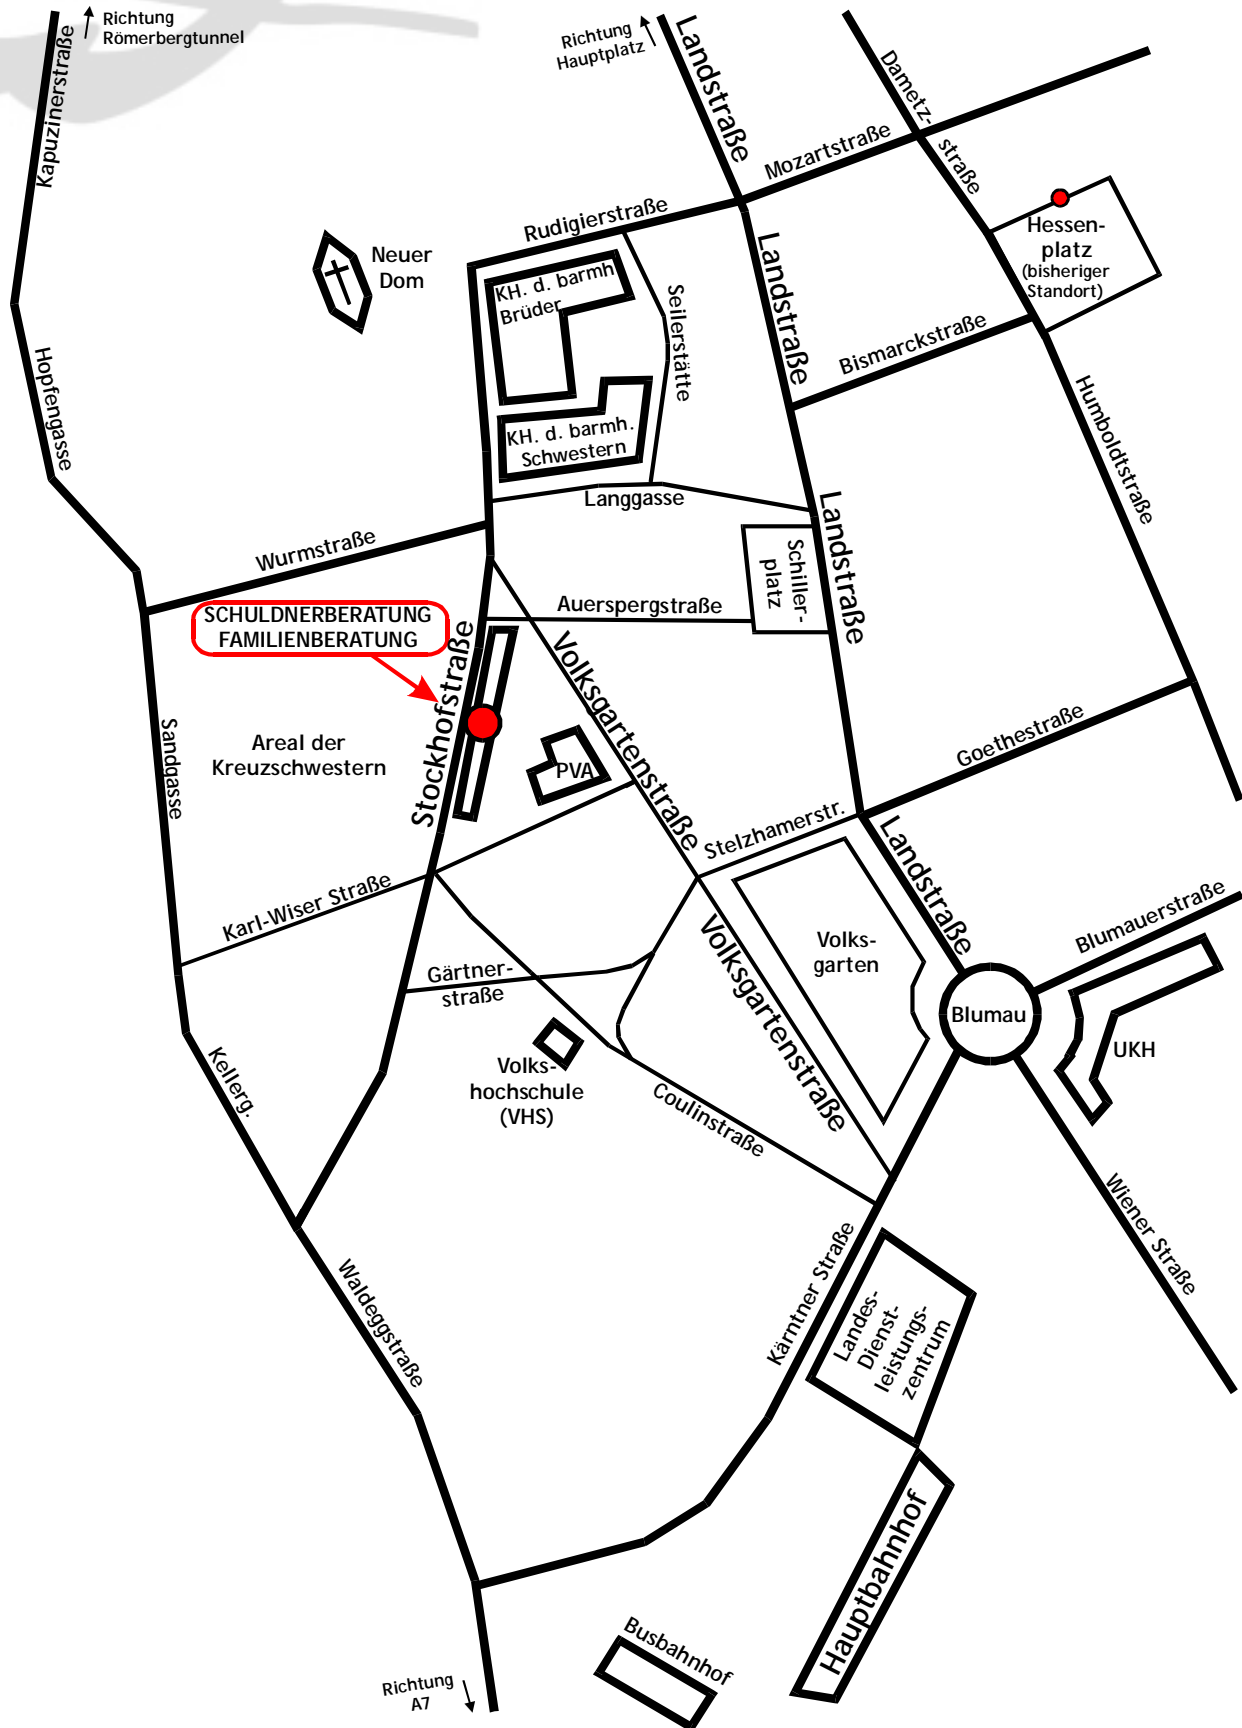 Richtung
Römerbergtunnel
Kapuzinerstraße
Richtung
Hauptplatz
Landstraße
Dametz-
straße
Mozartstraße
Rudigierstraße
Hessen-
platz
(bisheriger
Standort)
Neuer
Dom
KH. d. barmh
Brüder
Seilerstätte
Landstraße
Bismarckstraße
Hopfengasse
Humboldtstraße
KH. d. barmh.
Schwestern
Langgasse
Landstraße
Wurmstraße
Schiller-
platz
Auerspergstraße
SCHULDNERBERATUNG
FAMILIENBERATUNG
Stockhofstraße
Volksgartenstraße
Sandgasse
Areal der
Kreuzschwestern
PVA
Goethestraße
Stelzhamerstr.
Landstraße
Karl-Wiser Straße
Blumauerstraße
Volks-
garten
Volksgartenstraße
Gärtner-
straße
Blumau
UKH
Kellerg.
Volks-
hochschule
(VHS)
Coulinstraße
Wiener Straße
Kärntner Straße
Waldeggstraße
Landes-
Dienst-
leistungs-
zentrum
Hauptbahnhof
Busbahnhof
Richtung
A7